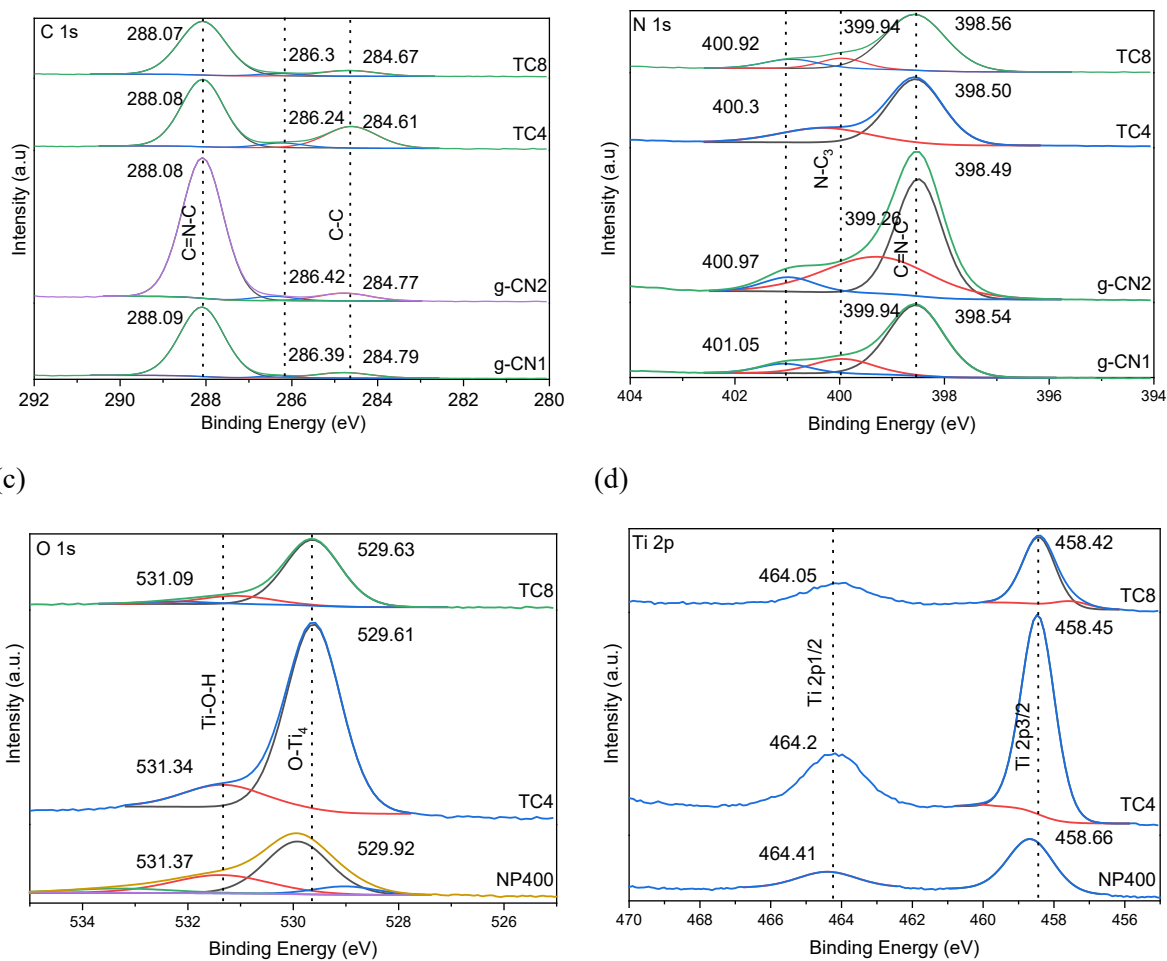 C 1s
288.07
286.3
284.67
TC8
288.08
286.24
284.61
TC4
288.08
C=N-C
C-C
286.42
284.77
g-CN2
288.09
286.39
284.79
g-CN1
292
290
288
286
284
282
280
Binding Energy (eV)
Intensity (a.u)
N 1s
400.92
399.94
398.56
TC8
400.3
398.50
TC4
N-C3
398.49
399.26
C=N-C
400.97
g-CN2
399.94
398.54
401.05
g-CN1
404
402
400
398
396
394
Binding Energy (eV)
Intensity (a.u.)
(c)
(d)
O 1s
529.63
531.09
TC8
529.61
Ti-O-H
O-Ti4
531.34
TC4
531.37
529.92
NP400
534
530
528
526
Binding Energy (eV)
Intensity (a.u.)
Ti 2p
458.42
464.05
TC8
458.45
Ti 2p1/2
Ti 2p3/2
464.2
TC4
464.41
458.66
NP400
470
468
466
464
462
460
458
456
Binding Energy (eV)
Intensity (a.u.)